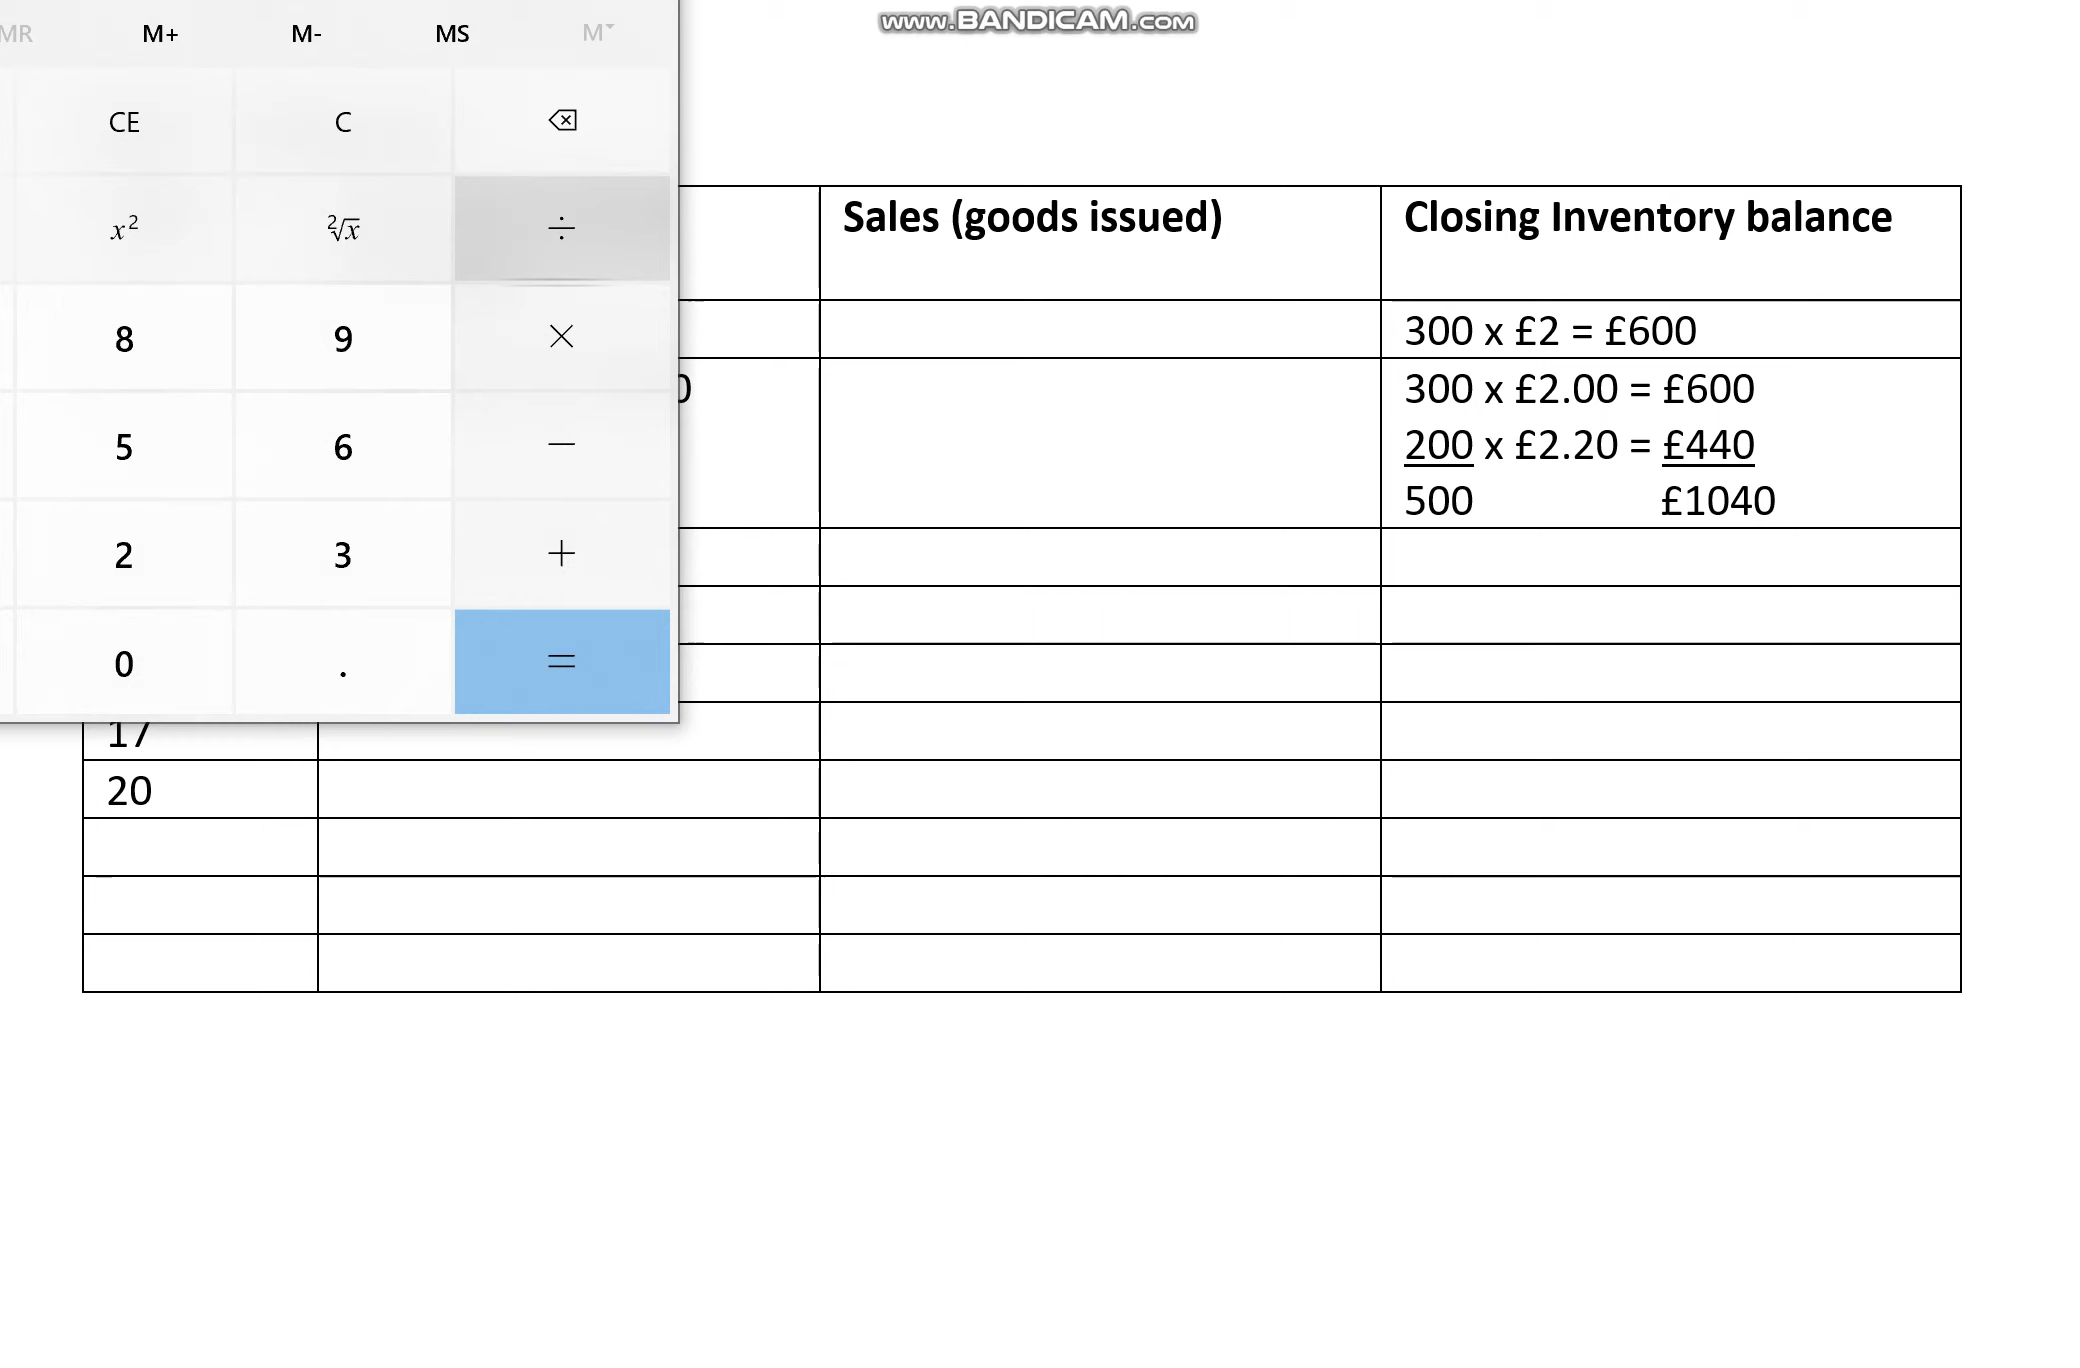 www.BANDICAM.com
MR M+ M- MS M
CE C
x² ²√x ÷
8 9 ×
5 6 −
2 3 +
0 . =
Sales (goods issued) Closing Inventory balance
300 x £2 = £600
0 300 x £2.00 = £600
200 x £2.20 = £440
500 £1040
17
20